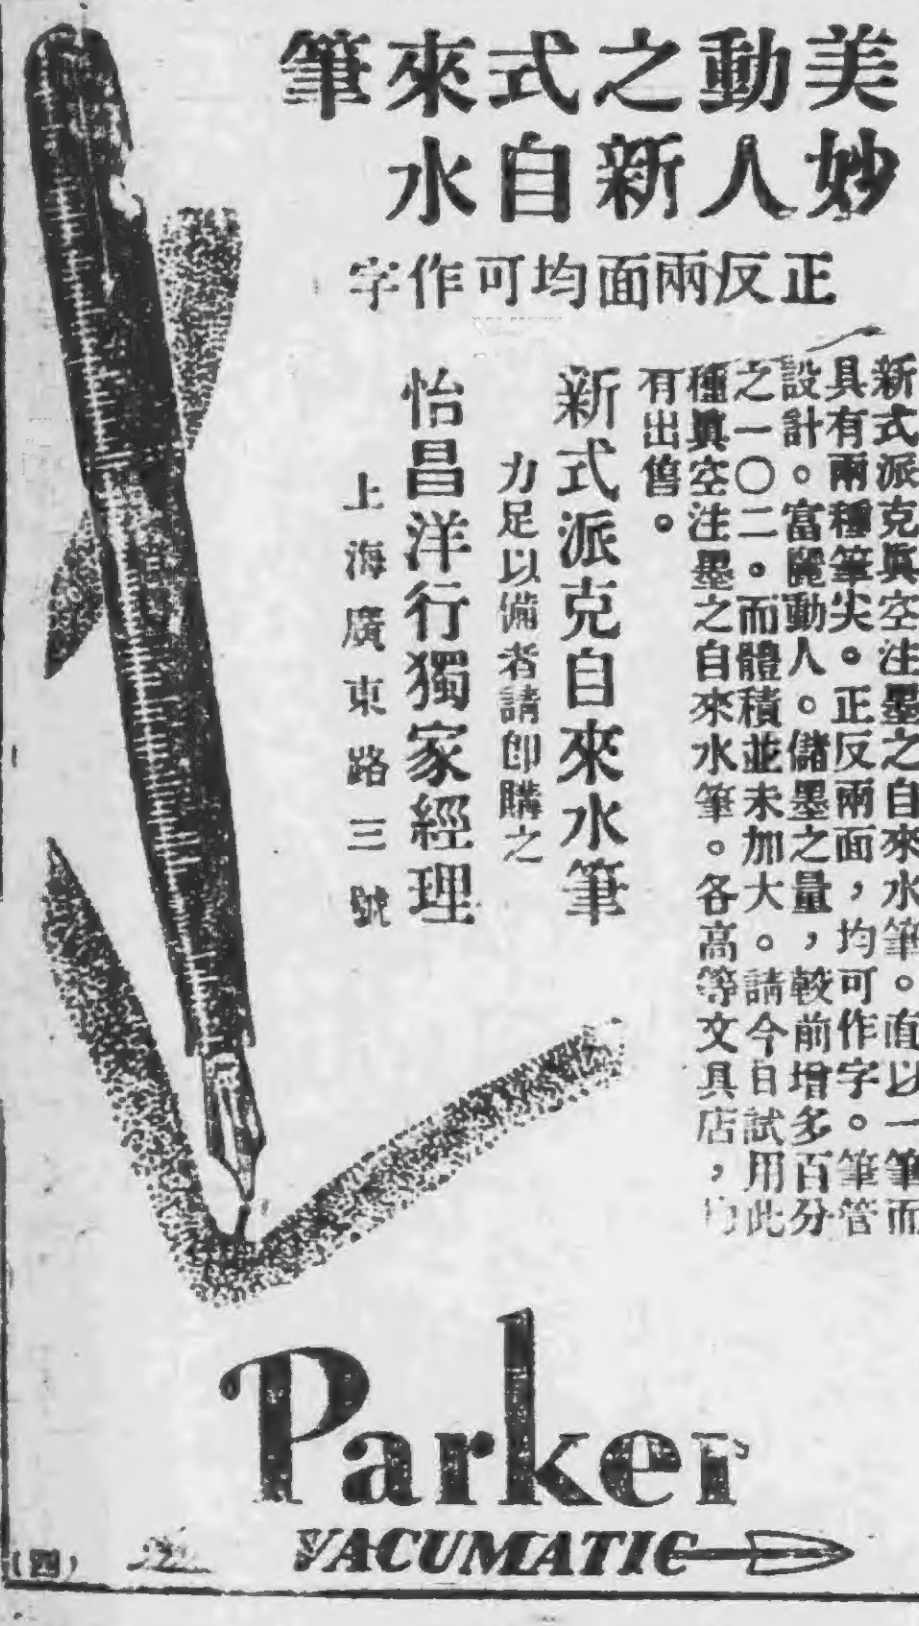 美妙動人之新式自來水筆
正反兩面均可作字
新式派克眞空注墨之自來水筆。直以一筆而
具有兩種筆尖。正反兩面，均可作字。筆管
設計。富麗動人。儲墨之量，較前增多百分
之一〇二。而體積並未加大。請今日試用此
種眞空注墨之自來水筆。各高等文具店，
有出售。
新式派克自來水筆
力足以備者請卽購之
怡昌洋行獨家經理
上海廣東路三號
Parker
VACUMATIC
(四)